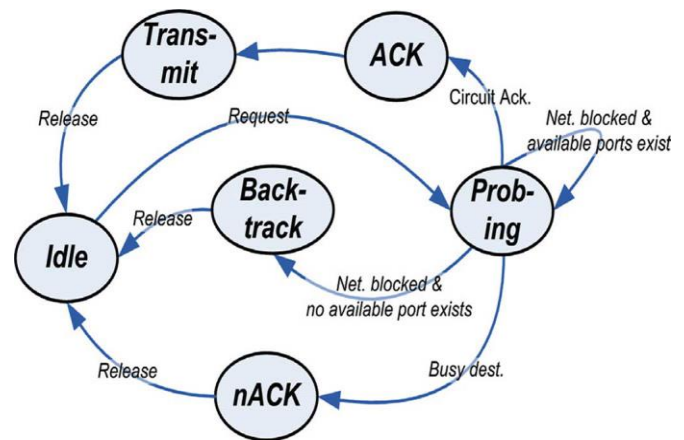 Trans-
mit
ACK
Circuit Ack.
Net. blocked &
available ports exist
Release
Request
Back-
track
Prob-
ing
Release
Idle
Net. blocked &
no available port exists
Release
Busy dest.
nACK